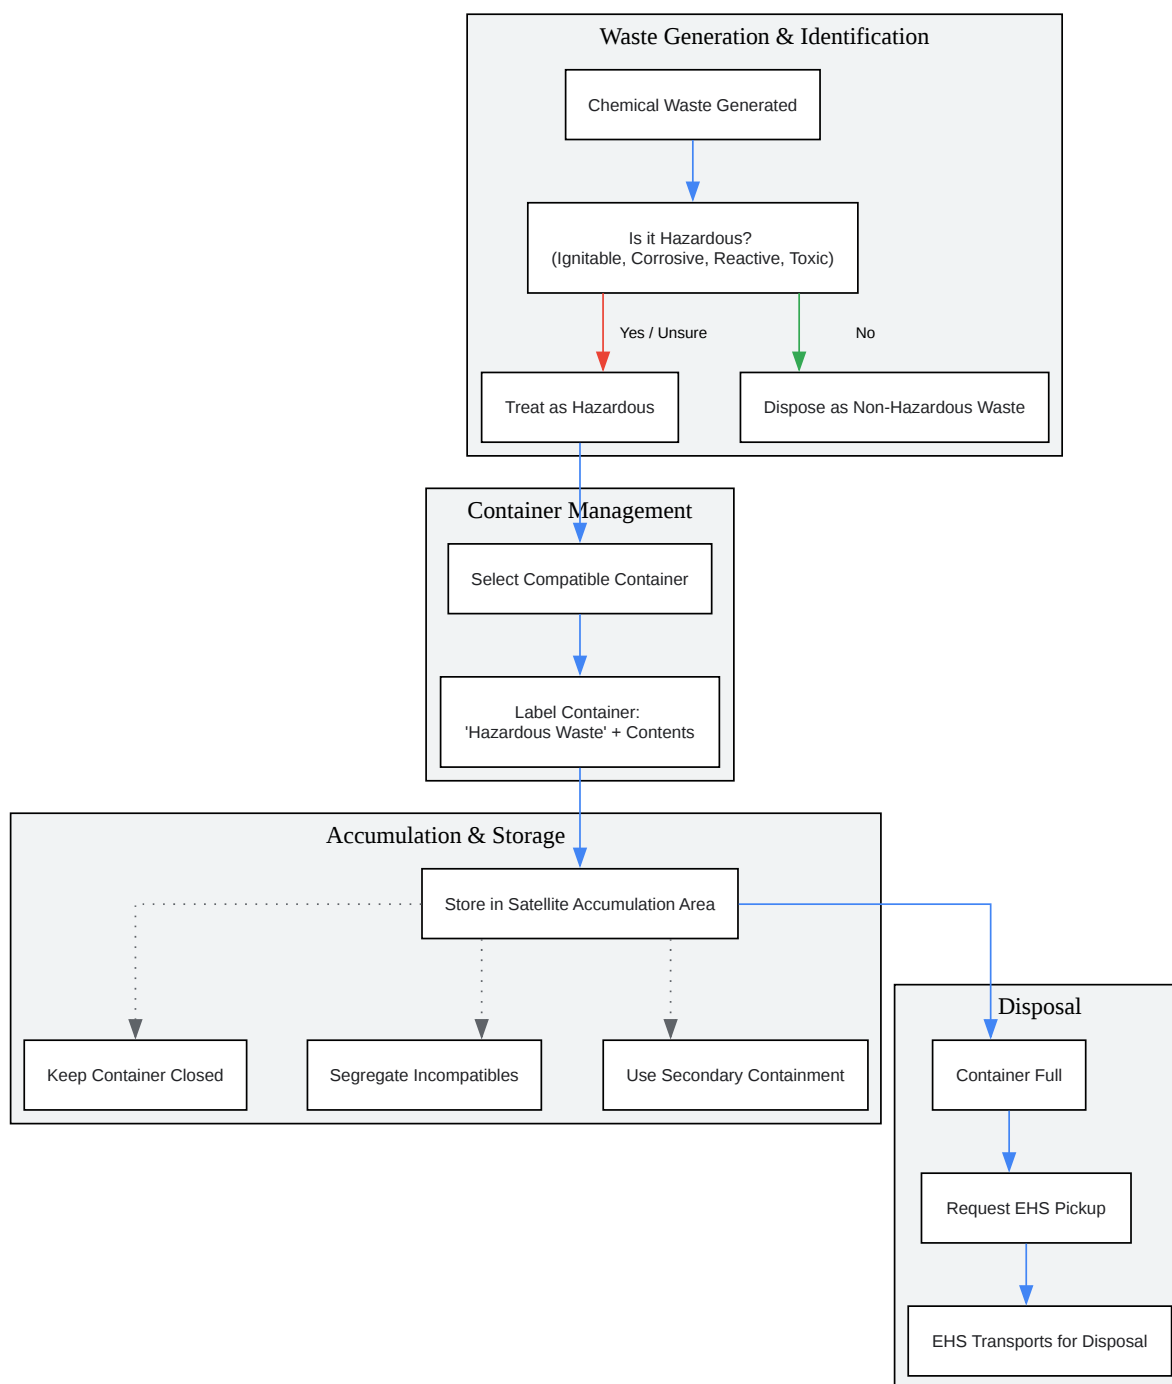 Waste Generation & Identification
Chemical Waste Generated
Is it Hazardous?
(Ignitable, Corrosive, Reactive, Toxic)
Yes / Unsure
No
Treat as Hazardous
Dispose as Non-Hazardous Waste
Container Management
Select Compatible Container
Label Container:
'Hazardous Waste' + Contents
Accumulation & Storage
Store in Satellite Accumulation Area
Keep Container Closed
Segregate Incompatibles
Use Secondary Containment
Disposal
Container Full
Request EHS Pickup
EHS Transports for Disposal